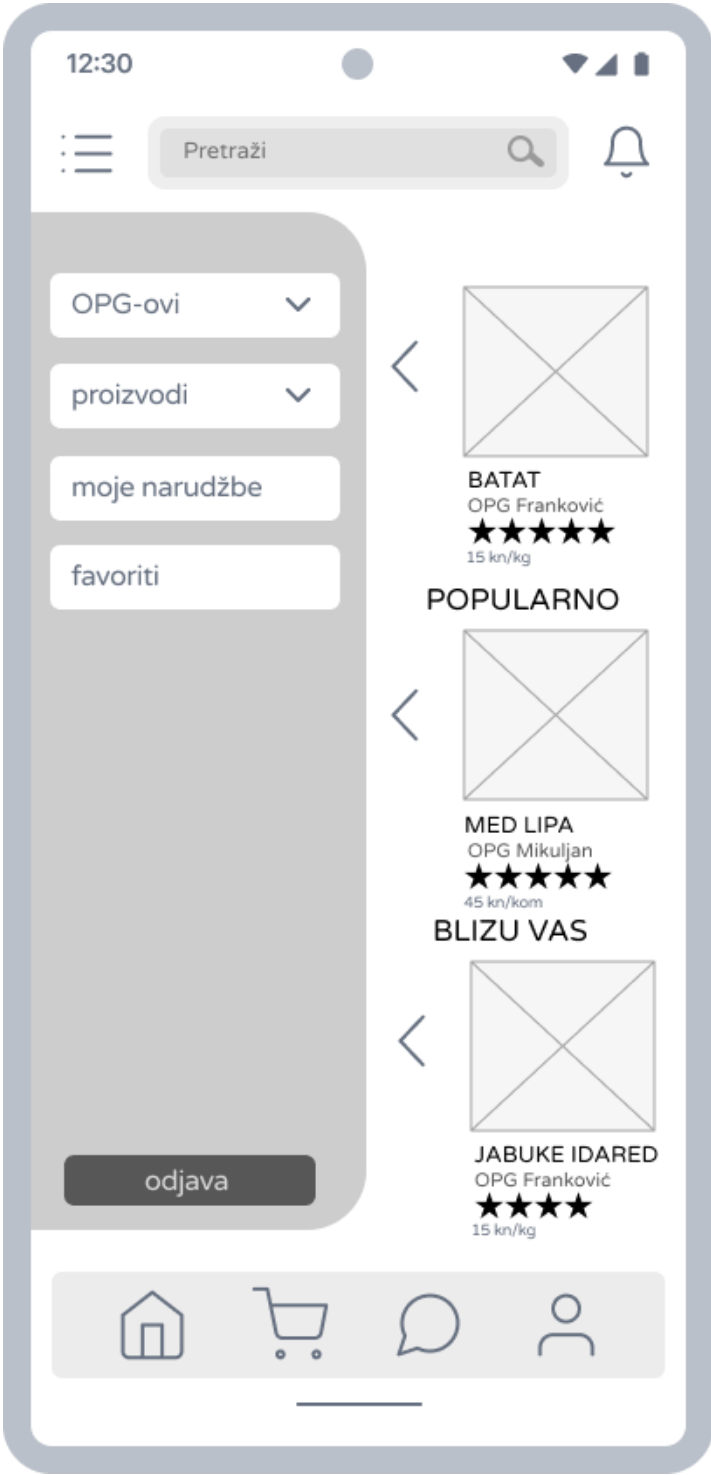 12:30
Pretraži
OPG-ovi
proizvodi
moje narudžbe
favoriti
odjava
BATAT
OPG Franković
★★★★★
15 kn/kg
POPULARNO
MED LIPA
OPG Mikuljan
★★★★★
45 kn/kom
BLIZU VAS
JABUKE IDARED
OPG Franković
★★★★
15 kn/kg